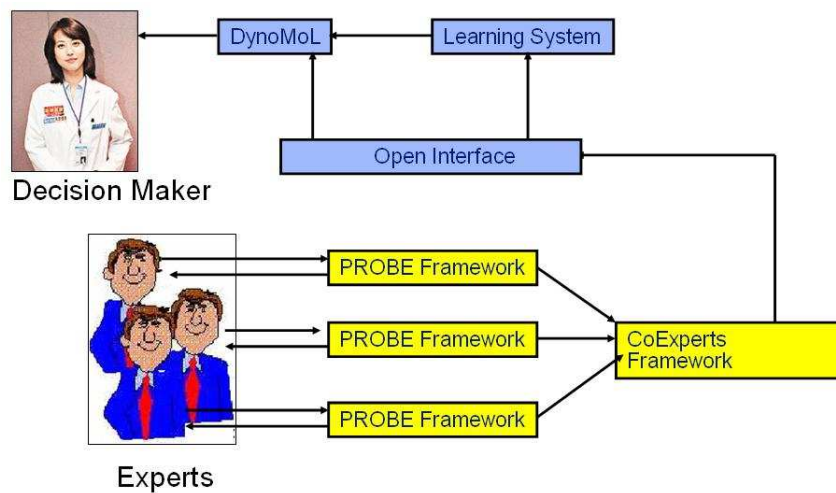 DynoMoL
Learning System
Open Interface
Decision Maker
PROBE Framework
PROBE Framework
CoExperts
Framework
PROBE Framework
Experts